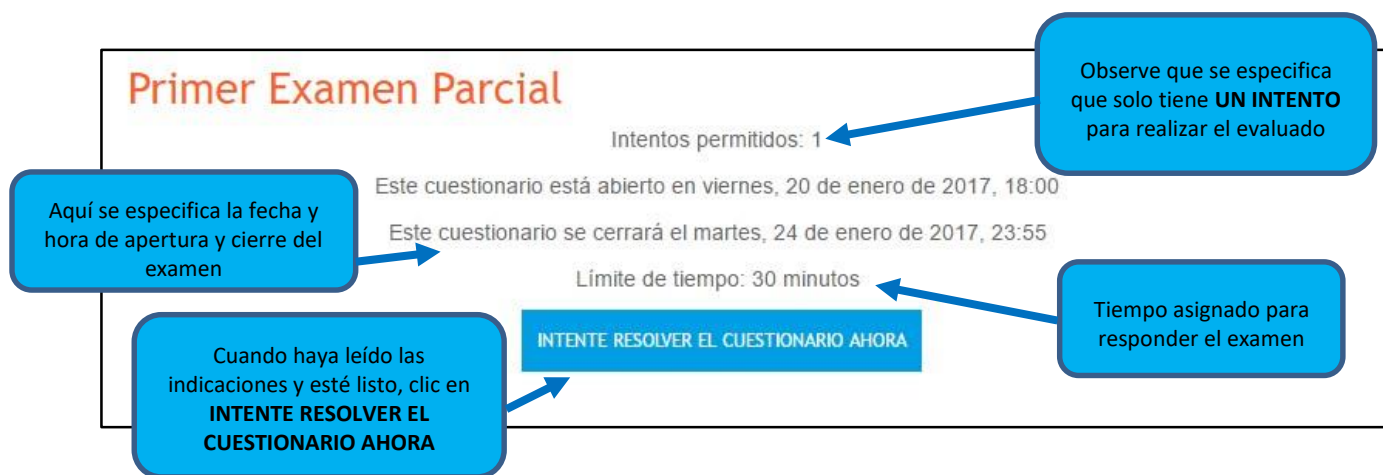 Primer Examen Parcial
Observe que se especifica
que solo tiene UN INTENTO
para realizar el evaluado
Intentos permitidos: 1
Este cuestionario está abierto en viernes, 20 de enero de 2017, 18:00
Aquí se especifica la fecha y
hora de apertura y cierre del
examen
Este cuestionario se cerrará el martes, 24 de enero de 2017, 23:55
Límite de tiempo: 30 minutos
Tiempo asignado para
responder el examen
INTENTE RESOLVER EL CUESTIONARIO AHORA
Cuando haya leído las
indicaciones y esté listo, clic en
INTENTE RESOLVER EL
CUESTIONARIO AHORA